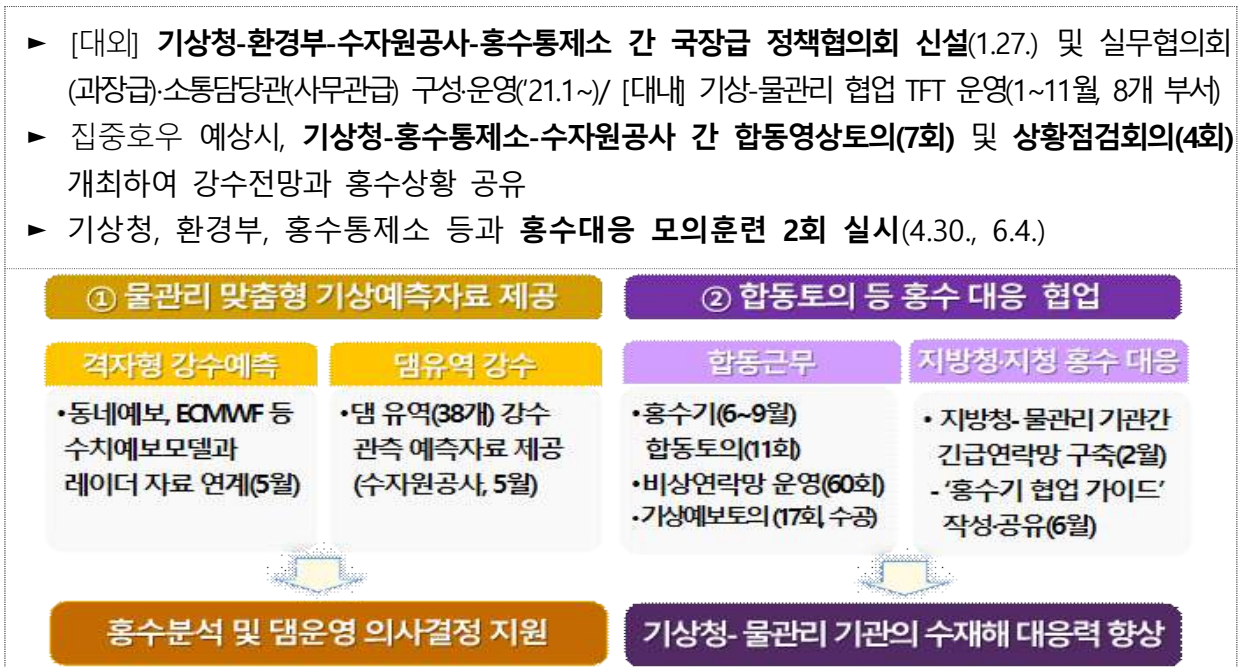 ► [대외] 기상청-환경부-수자원공사-홍수통제소 간 국장급 정책협의회 신설(1.27.) 및 실무협의회
(과장급)·소통담당관(사무관급) 구성·운영('21.1~)/ [대내] 기상-물관리 협업 TFT 운영(1~11월, 8개 부서)
► 집중호우 예상시, 기상청-홍수통제소-수자원공사 간 합동영상토의(7회) 및 상황점검회의(4회)
개최하여 강수전망과 홍수상황 공유
► 기상청, 환경부, 홍수통제소 등과 홍수대응 모의훈련 2회 실시(4.30., 6.4.)
① 물관리 맞춤형 기상예측자료 제공
격자형 강수예측
•동네예보, ECMWF 등
수치예보모델과
레이더 자료 연계(5월)
댐유역 강수
•댐 유역(38개) 강수
관측 예측자료 제공
(수자원공사, 5월)
홍수분석 및 댐운영 의사결정 지원
② 합동토의 등 홍수 대응 협업
합동근무
•홍수기(6~9월)
합동토의(11회)
•비상연락망 운영(60회)
•기상예보토의 (17회, 수공)
지방청·지청 홍수 대응
• 지방청- 물관리 기관간
긴급연락망 구축(2월)
- '홍수기 협업 가이드'
작성·공유(6월)
기상청- 물관리 기관의 수재해 대응력 향상